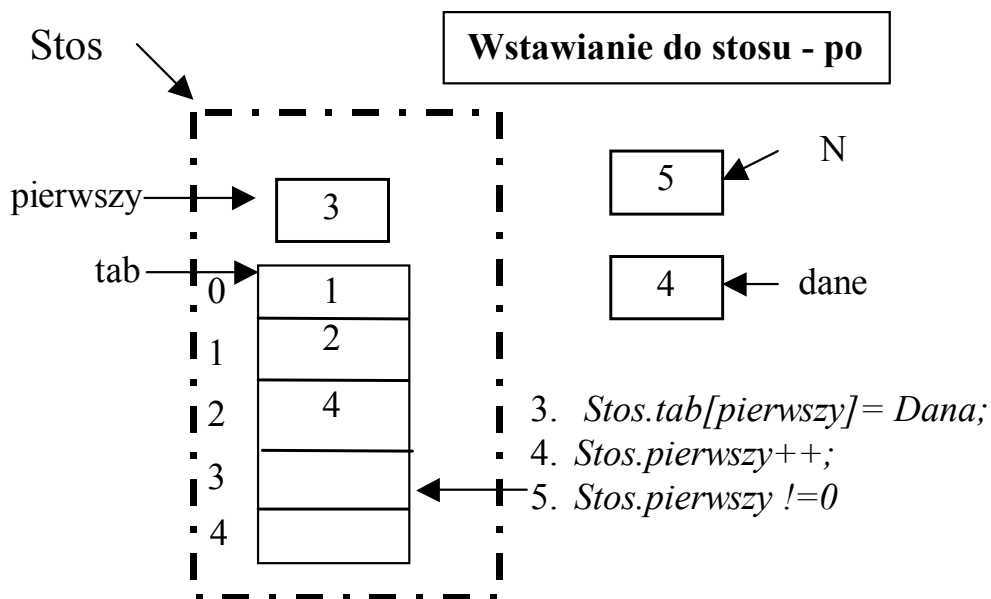 Stos
Wstawianie do stosu - po
N
5
pierwszy
3
tab
4
dane
0
1
1
2
2
4
3
4
3. Stos.tab[pierwszy]= Dana;
4. Stos.pierwszy++;
5. Stos.pierwszy !=0